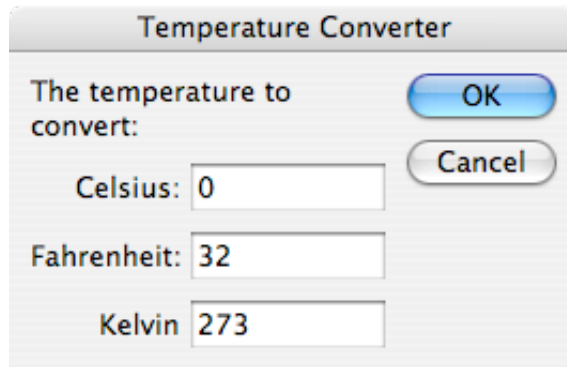 Temperature Converter
The temperature to
convert:
OK
Cancel
Celsius: 0
Fahrenheit: 32
Kelvin 273